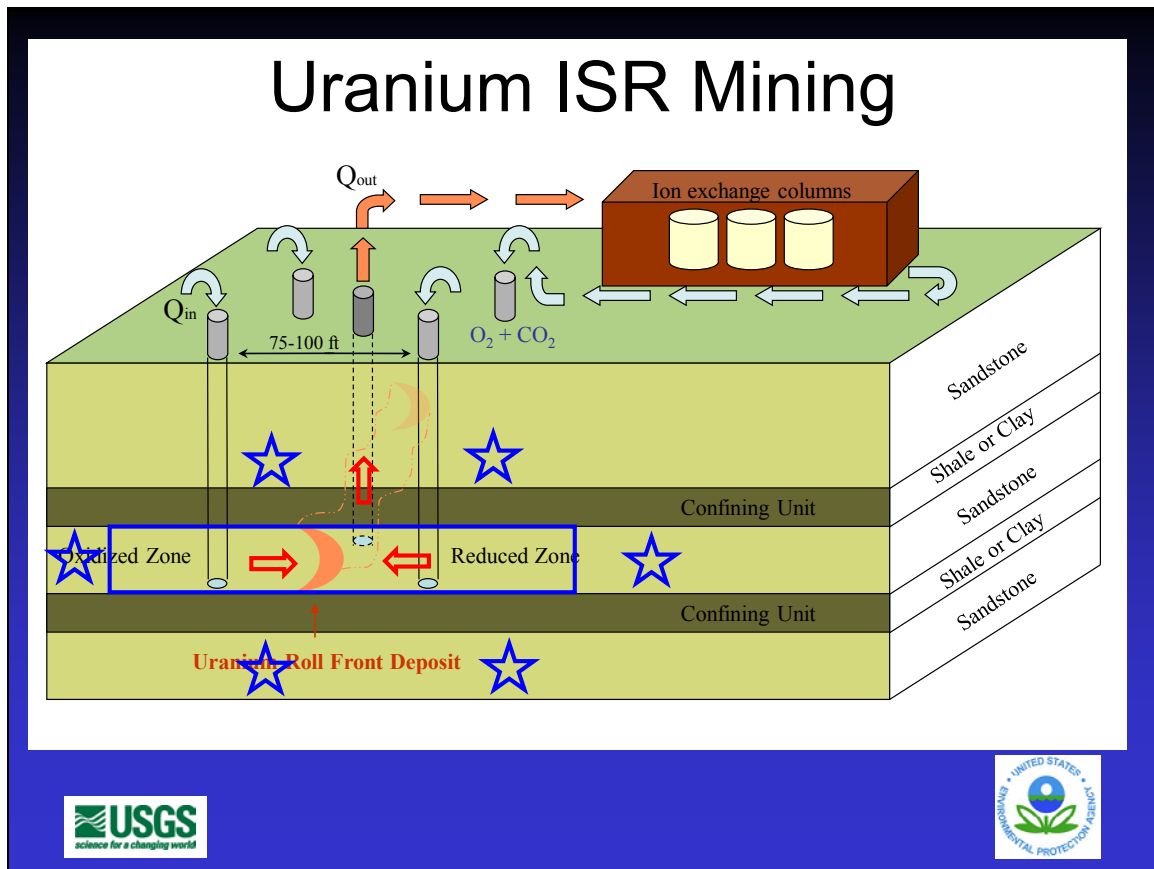 Uranium ISR Mining
Qout
Ion exchange columns
Qin
75-100 ft
O2 + CO2
Sandstone
Shale or Clay
Sandstone
Shale or Clay
Sandstone
Confining Unit
Oxidized Zone
Reduced Zone
Confining Unit
Uranium Roll Front Deposit
USGS
science for a changing world
UNITED STATES
ENVIRONMENTAL PROTECTION AGENCY